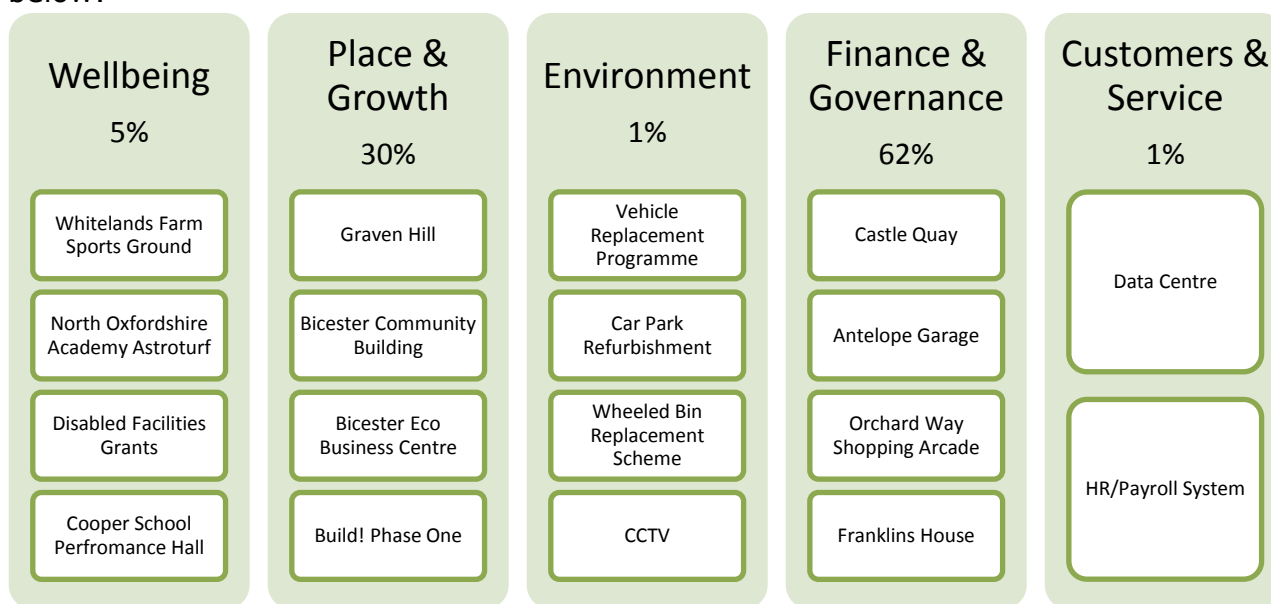 below:
Wellbeing
5%
Whitelands Farm
Sports Ground
North Oxfordshire
Academy Astroturf
Disabled Facilities
Grants
Cooper School
Perfromance Hall
Place &
Growth
30%
Graven Hill
Bicester Community
Building
Bicester Eco
Business Centre
Build! Phase One
Environment
1%
Vehicle
Replacement
Programme
Car Park
Refurbishment
Wheeled Bin
Replacement
Scheme
CCTV
Finance &
Governance
62%
Castle Quay
Antelope Garage
Orchard Way
Shopping Arcade
Franklins House
Customers &
Service
1%
Data Centre
HR/Payroll System